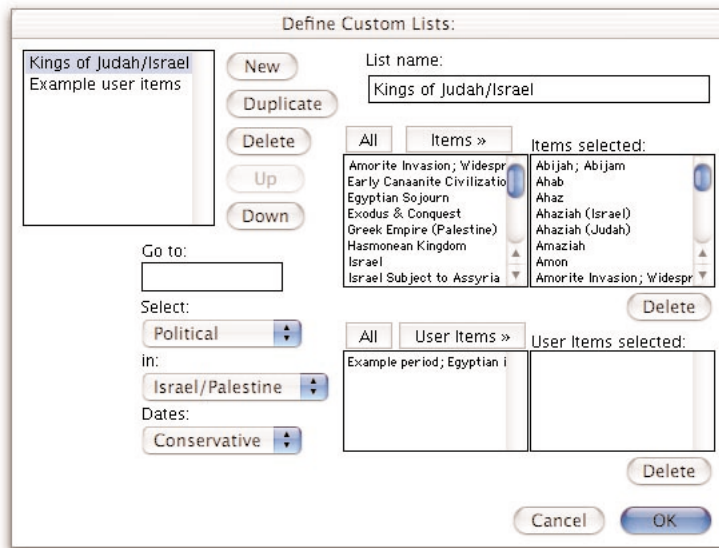 Define Custom Lists:
Kings of Judah/Israel
Example user items
New
Duplicate
Delete
Up
Down
List name:
Kings of Judah/Israel
All
Items »
Items selected:
Amorite Invasion; Widespr
Early Canaanite Civilizatio
Egyptian Sojourn
Exodus & Conquest
Greek Empire (Palestine)
Hasmonean Kingdom
Israel
Israel Subject to Assyria
Abijah; Abijam
Ahab
Ahaz
Ahaziah (Israel)
Ahaziah (Judah)
Amaziah
Amon
Amorite Invasion; Widespr
Delete
Go to:
Select:
Political
in:
Israel/Palestine
Dates:
Conservative
All
User Items »
User Items selected:
Example period; Egyptian i
Delete
Cancel
OK